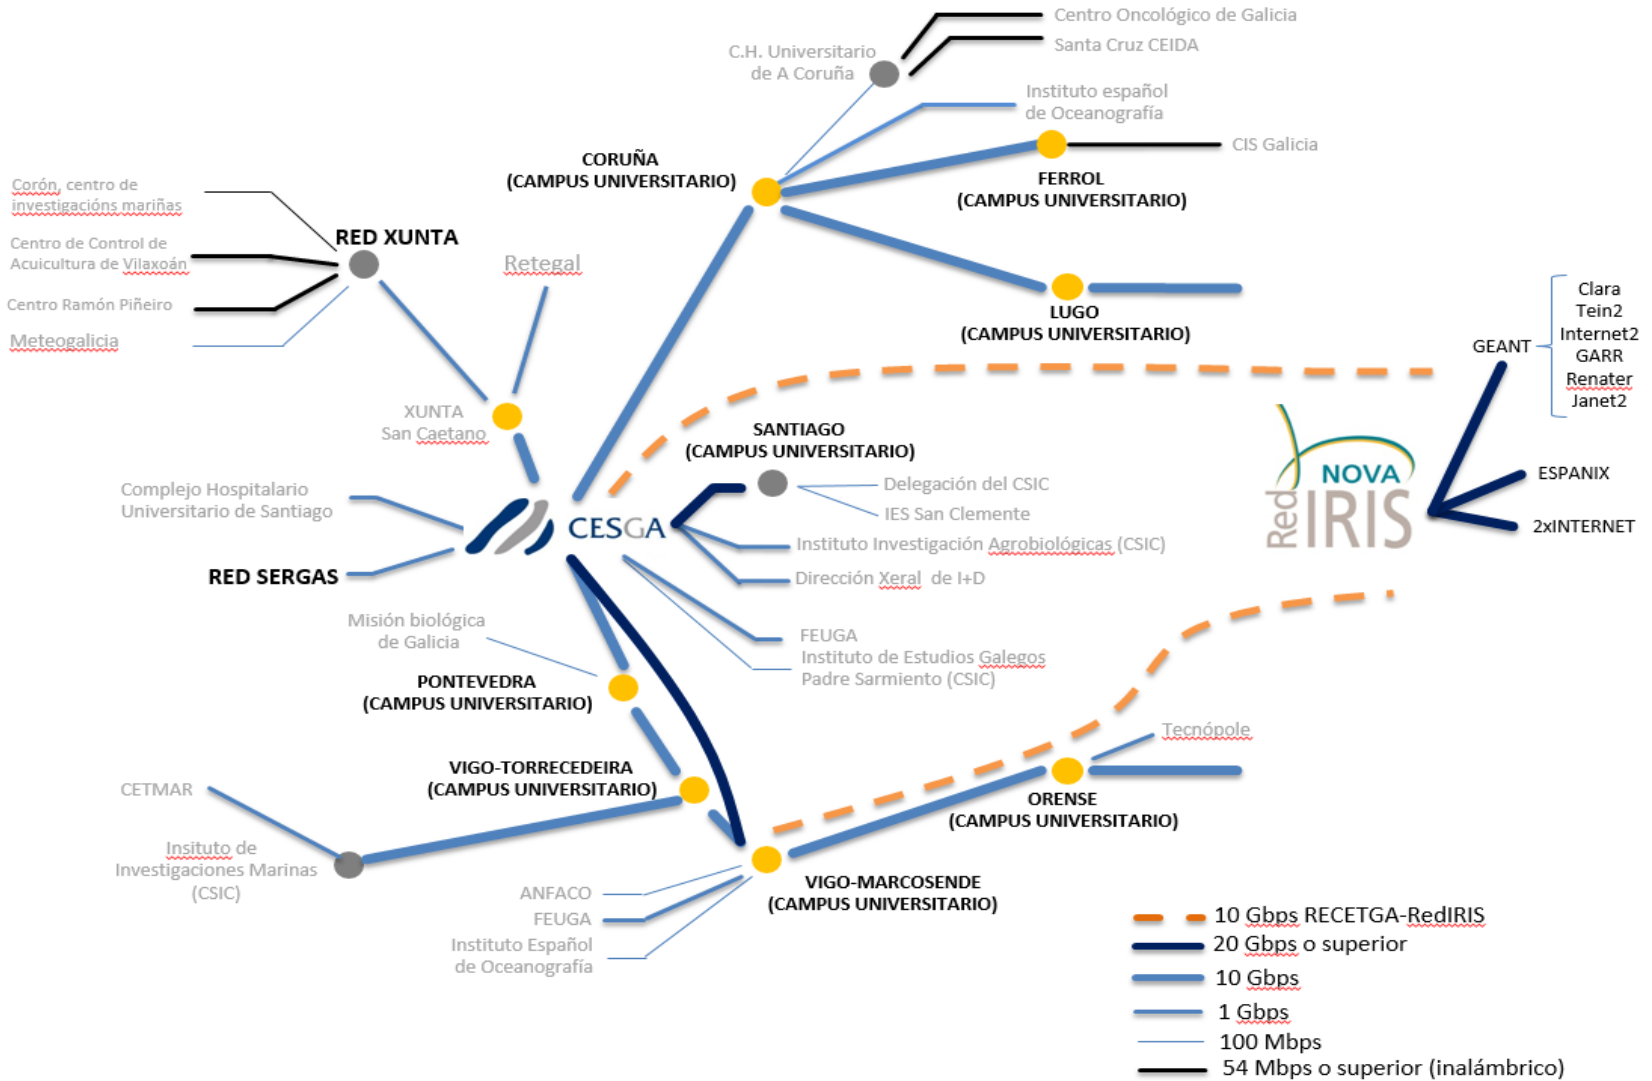 Centro Oncológico de Galicia
Santa Cruz CEIDA
C.H. Universitario
de A Coruña
Instituto español
de Oceanografía
CIS Galicia
CORUÑA
(CAMPUS UNIVERSITARIO)
FERROL
(CAMPUS UNIVERSITARIO)
Corón, centro de
investigacións mariñas
RED XUNTA
Centro de Control de
Acuicultura de Vilaxoán
Centro Ramón Piñeiro
Meteogalicia
Retegal
LUGO
(CAMPUS UNIVERSITARIO)
GEANT
Clara
Tein2
Internet2
GARR
Renater
Janet2
XUNTA
San Caetano
SANTIAGO
(CAMPUS UNIVERSITARIO)
Delegación del CSIC
IES San Clemente
Complejo Hospitalario
Universitario de Santiago
CESGA
Instituto Investigación Agrobiológicas (CSIC)
Dirección Xeral de I+D
RED SERGAS
NOVA
Red IRIS
ESPANIX
2xINTERNET
Misión biológica
de Galicia
FEUGA
Instituto de Estudios Galegos
Padre Sarmiento (CSIC)
PONTEVEDRA
(CAMPUS UNIVERSITARIO)
VIGO-TORRECEDEIRA
(CAMPUS UNIVERSITARIO)
Tecnópole
ORENSE
(CAMPUS UNIVERSITARIO)
CETMAR
Insituto de
Investigaciones Marinas
(CSIC)
VIGO-MARCOSENDE
(CAMPUS UNIVERSITARIO)
ANFACO
FEUGA
Instituto Español
de Oceanografía
10 Gbps RECETGA-RedIRIS
20 Gbps o superior
10 Gbps
1 Gbps
100 Mbps
54 Mbps o superior (inalámbrico)